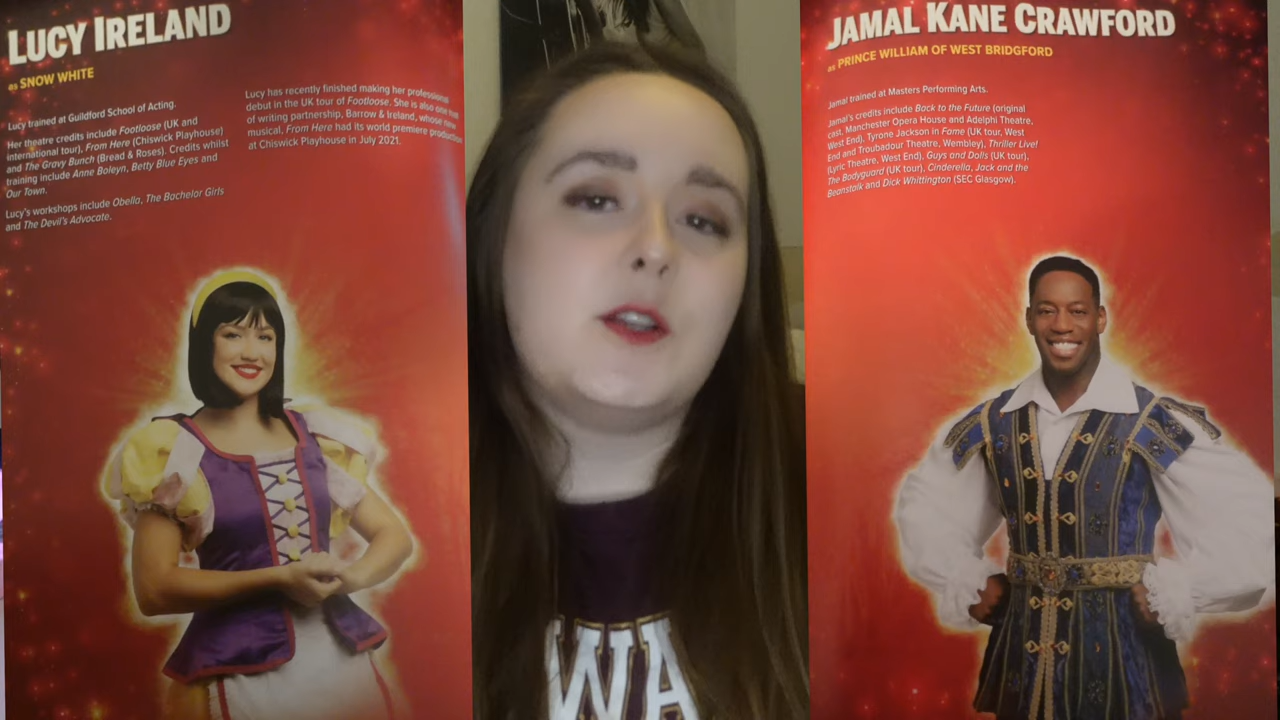 LUCY IRELAND
as SNOW WHITE
Lucy trained at Guildford School of Acting.
Her theatre credits include Footloose (UK and
international tour), From Here (Chiswick Playhouse)
and The Gravy Bunch (Bread & Roses). Credits whilst
training include Anne Boleyn, Betty Blue Eyes and
Our Town.
Lucy's workshops include Obella, The Bachelor Girls
and The Devil's Advocate.
Lucy has recently finished making her professional
debut in the UK tour of Footloose. She is also one
of writing partnership, Barrow & Ireland, whose new
musical, From Here had its world premiere production
at Chiswick Playhouse in July 2021.
WA
JAMAL KANE CRAWFORD
as PRINCE WILLIAM OF WEST BRIDGFORD
Jamal trained at Masters Performing Arts.
Jamal's credits include Back to the Future (original
cast, Manchester Opera House and Adelphi Theatre,
West End), Tyrone Jackson in Fame (UK tour, West
End and Troubadour Theatre, Wembley), Thriller Live!
(Lyric Theatre, West End), Guys and Dolls (UK tour),
The Bodyguard (UK tour), Cinderella, Jack and the
Beanstalk and Dick Whittington (SEC Glasgow).